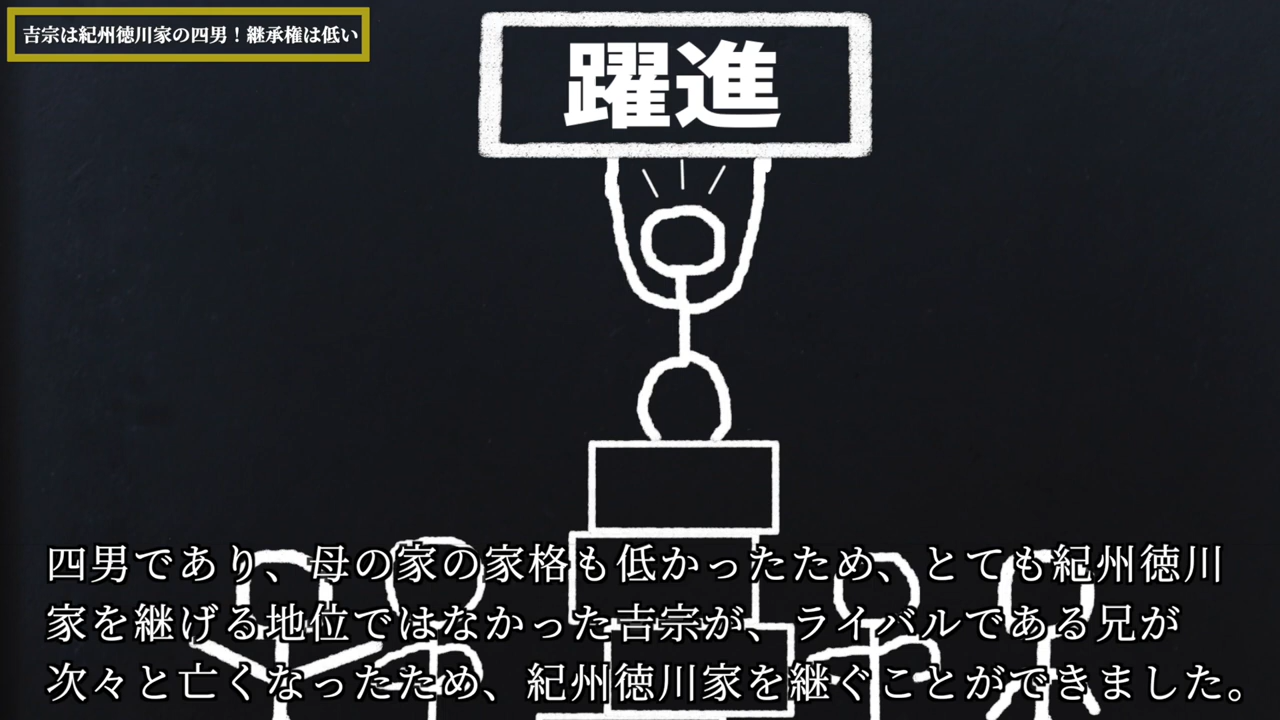 吉宗は紀州徳川家の四男！継承権は低い
躍進
四男であり、母の家の家格も低かったため、とても紀州徳川
家を継げる地位ではなかった吉宗が、ライバルである兄が
次々と亡くなったため、紀州徳川家を継ぐことができました。